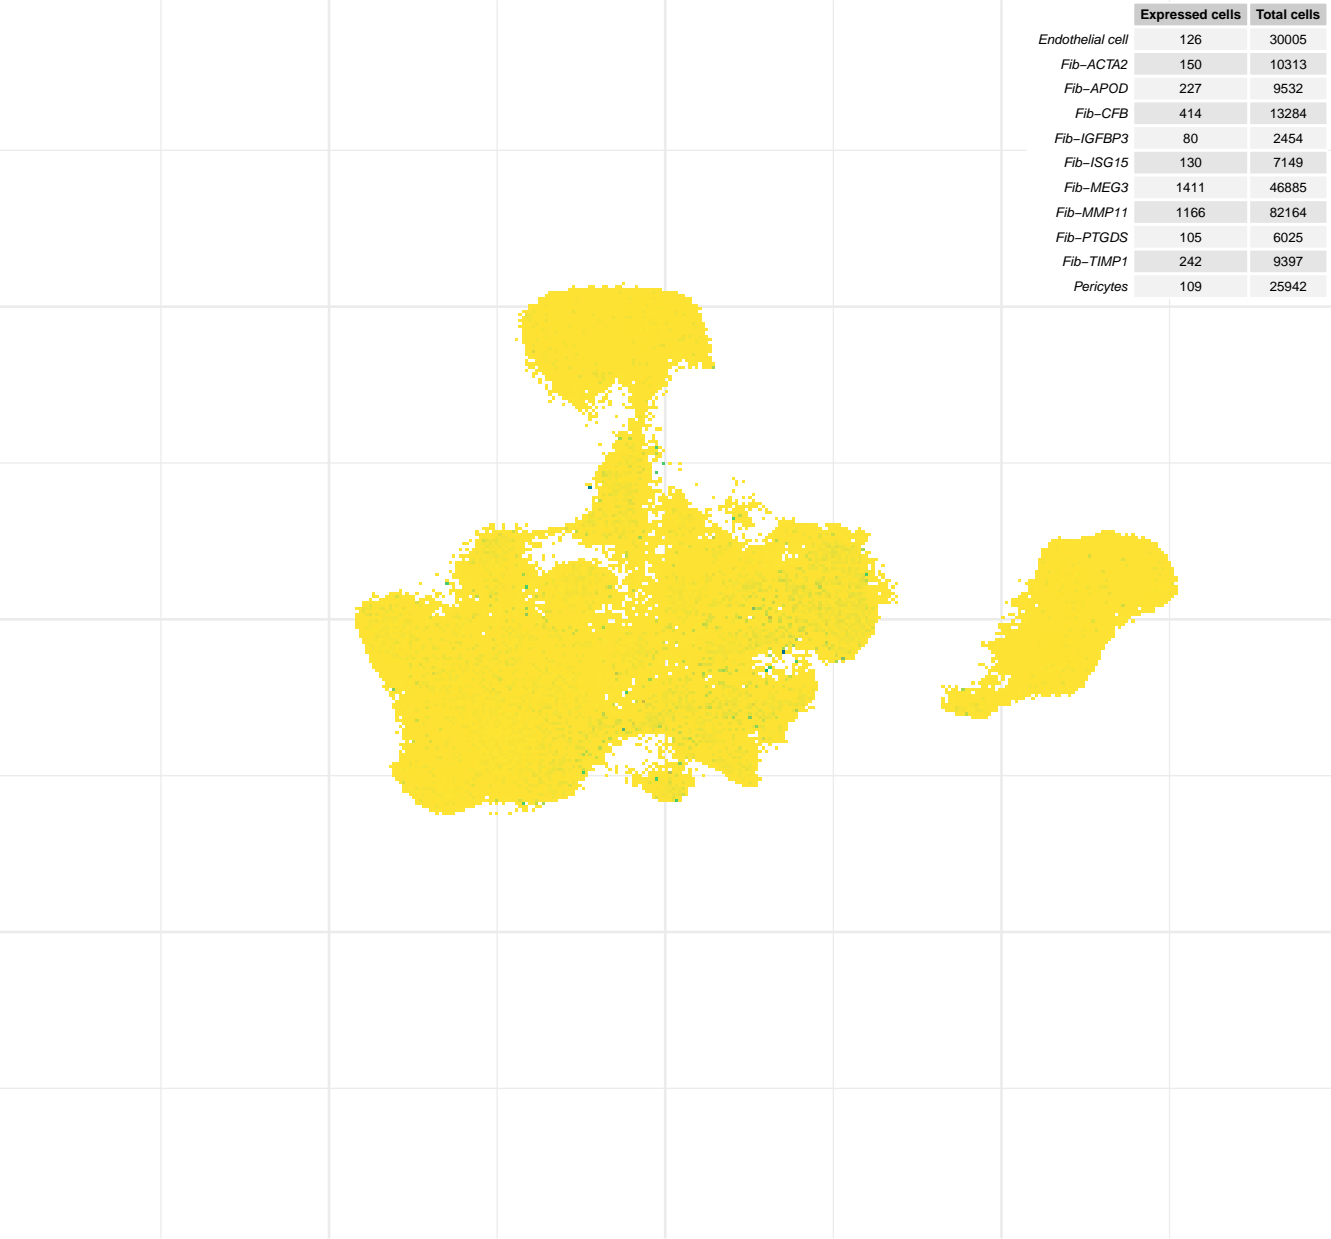 Expressed cells Total cells
Endothelial cell 126 30005
Fib−ACTA2 150 10313
Fib−APOD 227 9532
Fib−CFB 414 13284
Fib−IGFBP3 80 2454
Fib−ISG15 130 7149
Fib−MEG3 1411 46885
Fib−MMP11 1166 82164
Fib−PTGDS 105 6025
Fib−TIMP1 242 9397
Pericytes 109 25942